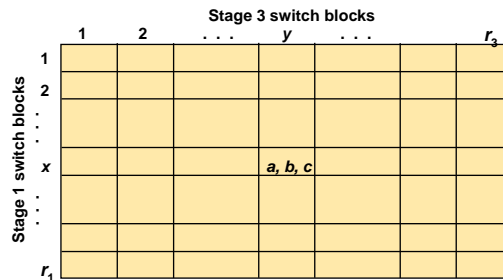 Stage 3 switch blocks
1 2 . . . y . . . r3
Stage 1 switch blocks
1
2
. . .
x a, b, c
. . .
r1